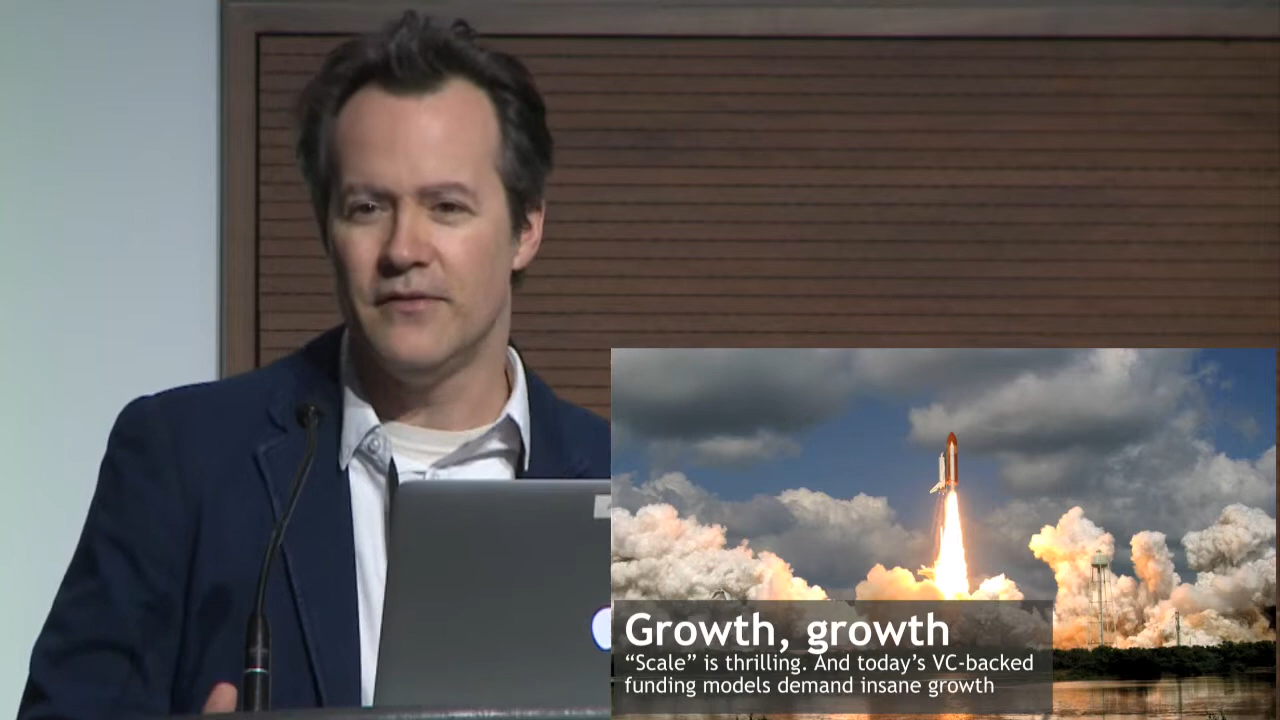 Growth, growth
“Scale” is thrilling. And today’s VC-backed
funding models demand insane growth